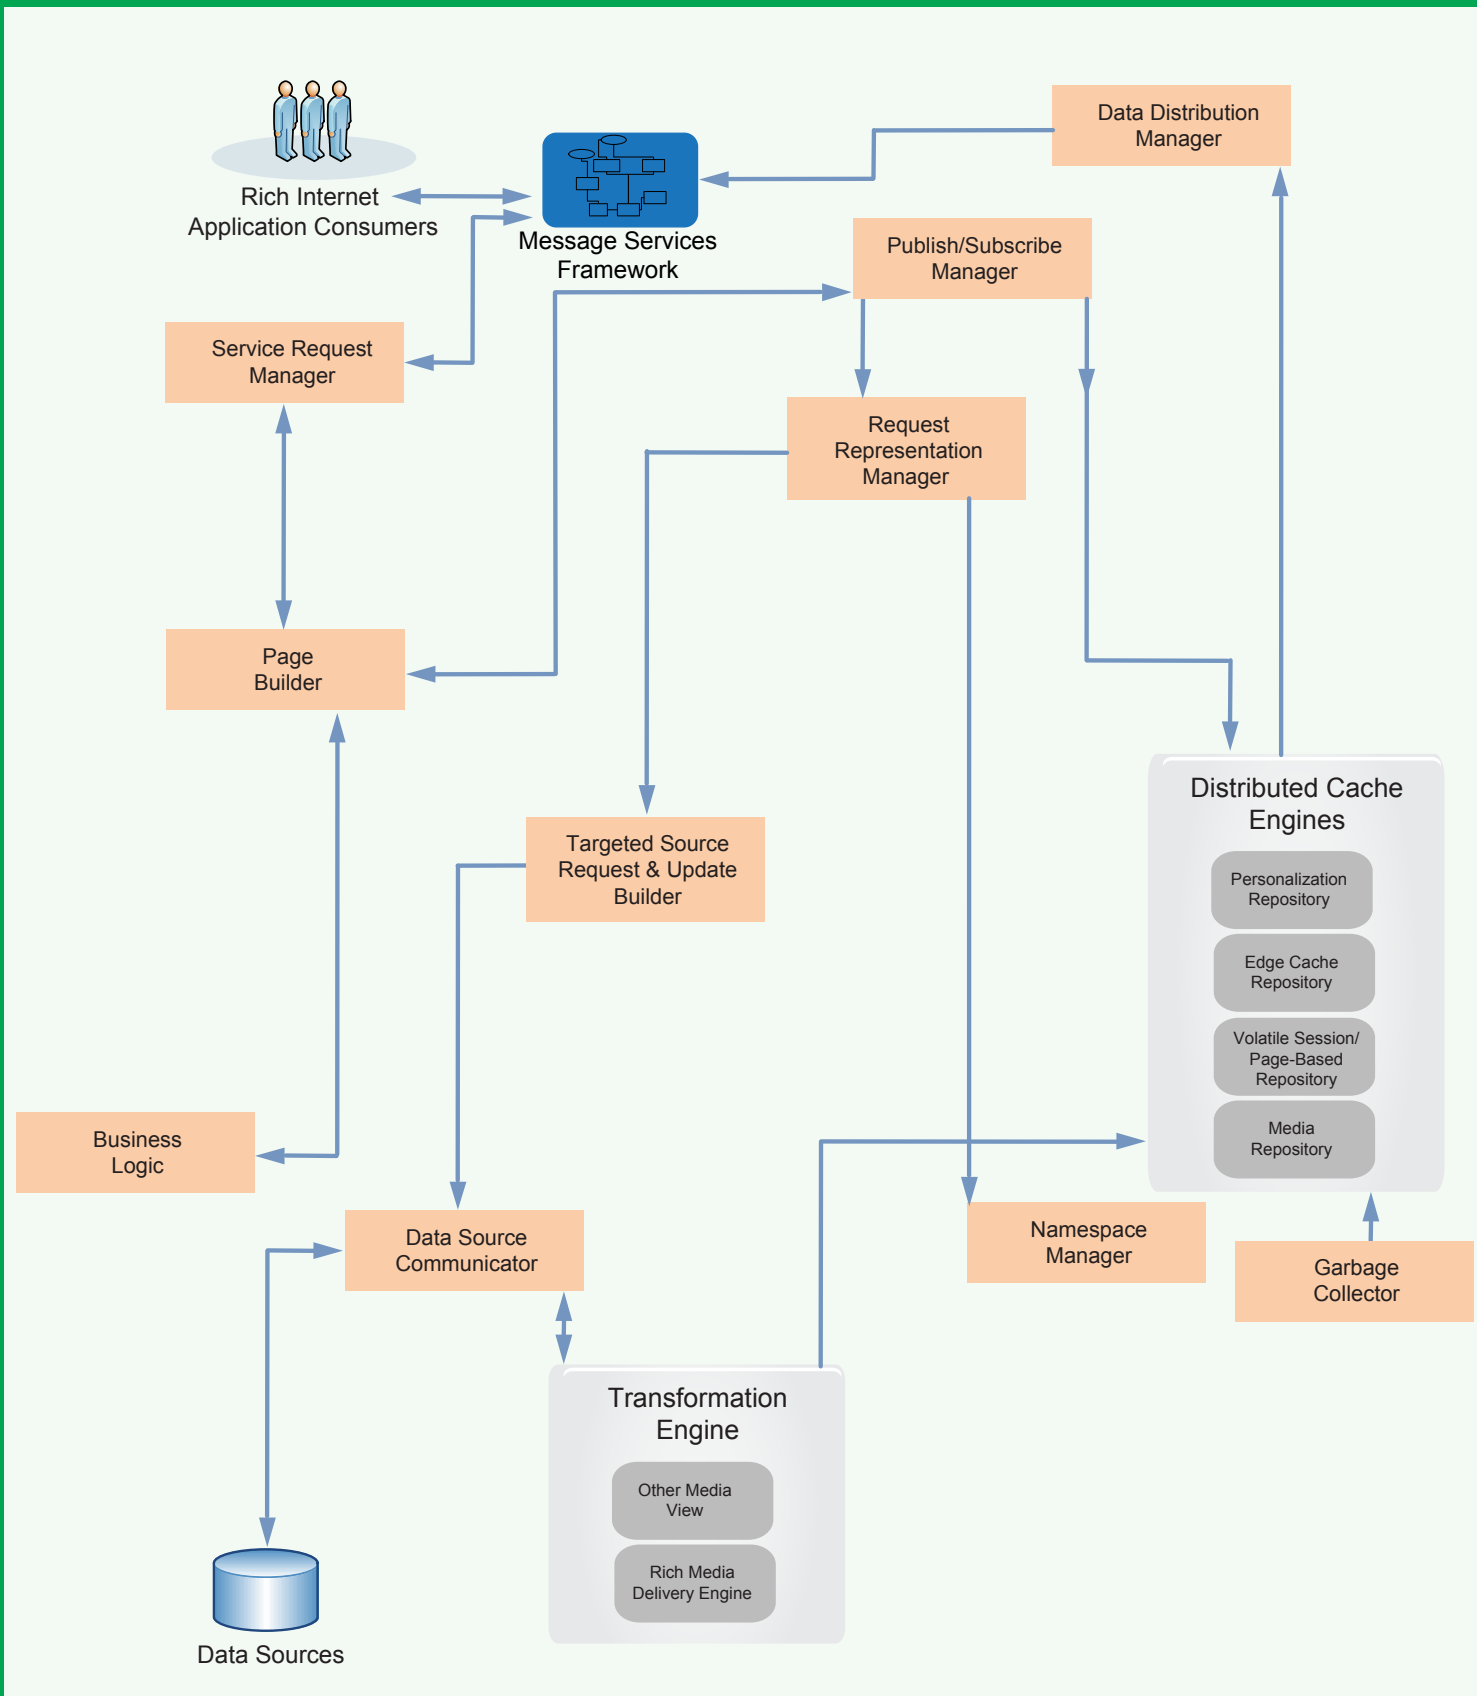 Rich Internet
Application Consumers
Message Services
Framework
Data Distribution
Manager
Publish/Subscribe
Manager
Service Request
Manager
Request
Representation
Manager
Page
Builder
Targeted Source
Request & Update
Builder
Distributed Cache
Engines
Personalization
Repository
Edge Cache
Repository
Volatile Session/
Page-Based
Repository
Media
Repository
Business
Logic
Data Source
Communicator
Namespace
Manager
Garbage
Collector
Transformation
Engine
Other Media
View
Rich Media
Delivery Engine
Data Sources